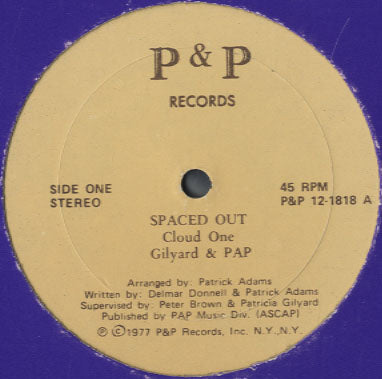 P & P
RECORDS
SIDE ONE
STEREO
45 RPM
P&P 12-1818 A
SPACED OUT
Cloud One
Gilyard & PAP
Arranged by: Patrick Adams
Written by: Delmar Donnell & Patrick Adams
Supervised by: Peter Brown & Patricia Gilyard
Published by PAP Music Div. (ASCAP)
℗ ©1977 P&P Records, Inc. N.Y.,N.Y.